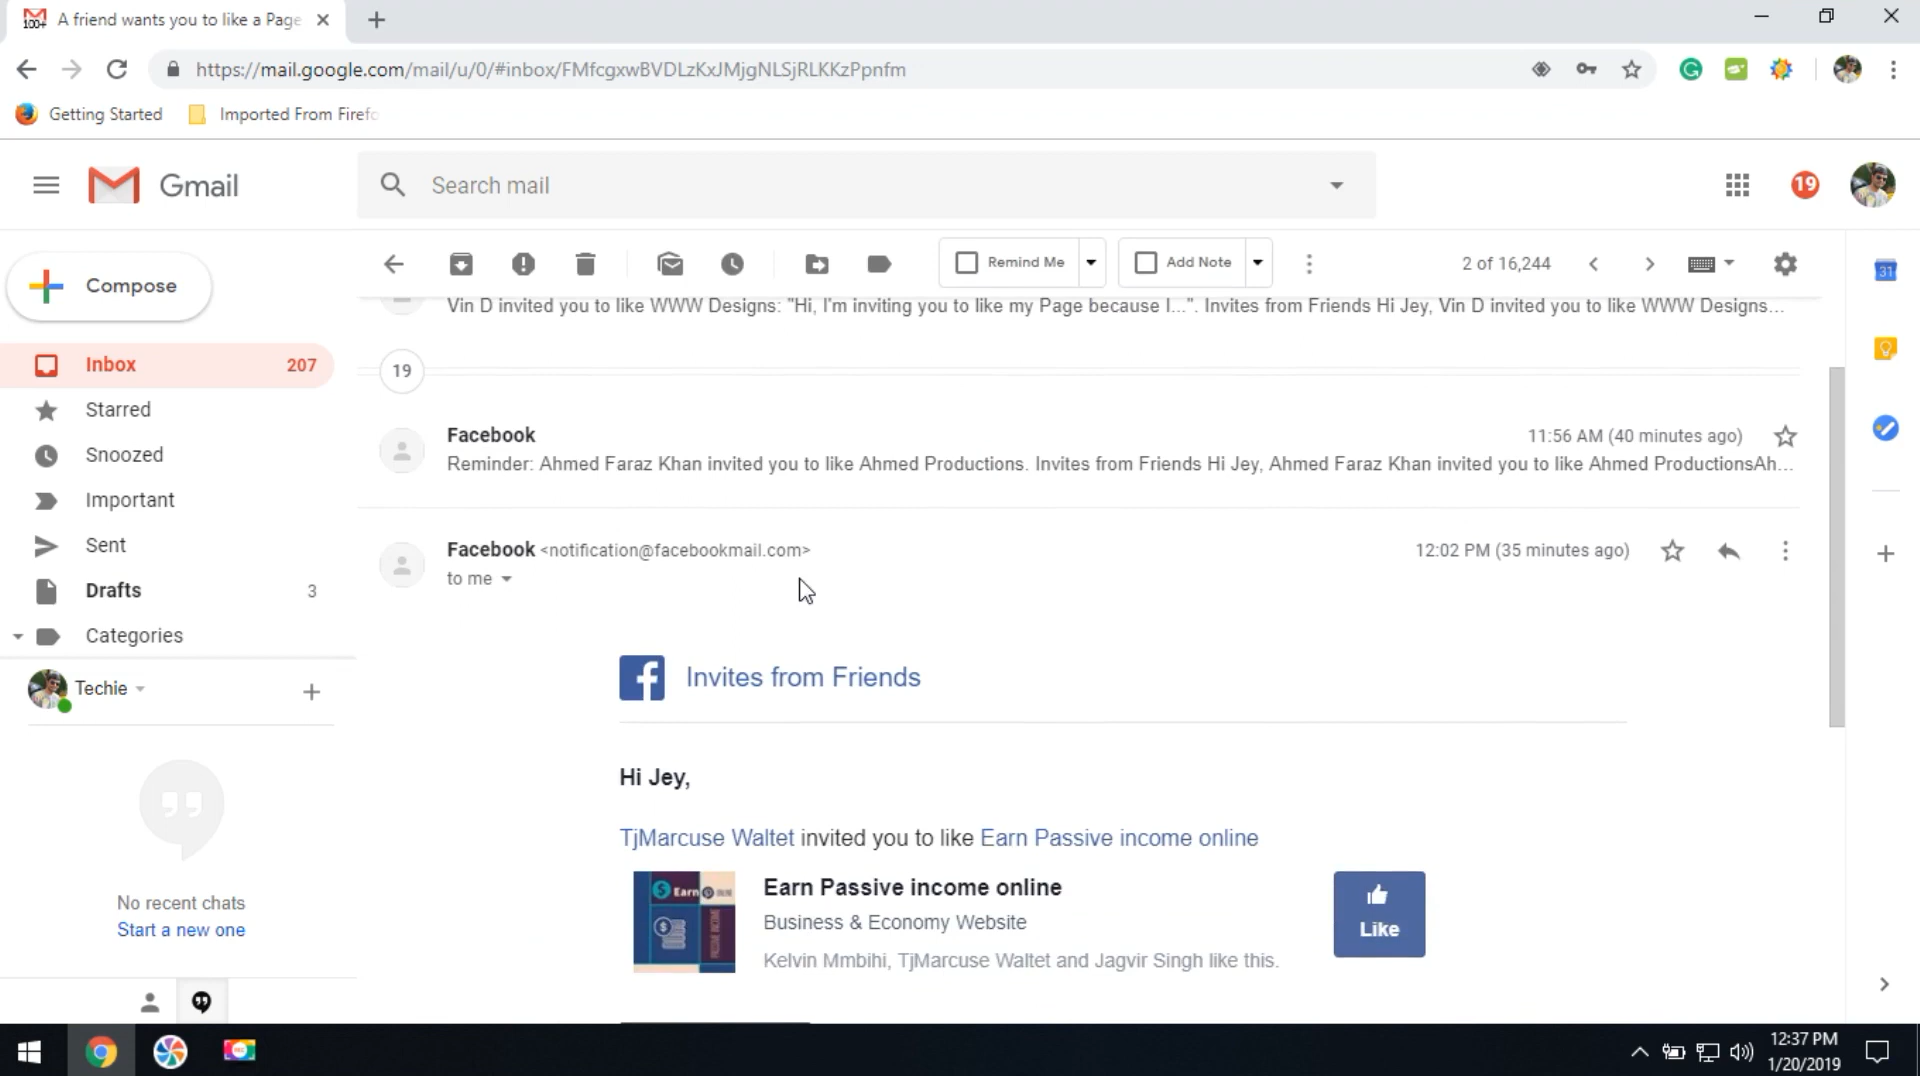 100+ A friend wants you to like a Page
https://mail.google.com/mail/u/0/#inbox/FMfcgxwBVDLzKxJMjgNLSjRLKKzPpnfm
Getting Started Imported From Firefo
Gmail Search mail 19
Compose
Remind Me Add Note 2 of 16,244
31
Vin D invited you to like WWW Designs: "Hi, I'm inviting you to like my Page because I...". Invites from Friends Hi Jey, Vin D invited you to like WWW Designs...
19
Inbox 207
Starred
Snoozed
Important
Sent
Drafts 3
Categories
Facebook 11:56 AM (40 minutes ago)
Reminder: Ahmed Faraz Khan invited you to like Ahmed Productions. Invites from Friends Hi Jey, Ahmed Faraz Khan invited you to like Ahmed ProductionsAh...
Facebook <notification@facebookmail.com> 12:02 PM (35 minutes ago)
to me
Techie
No recent chats
Start a new one
Invites from Friends
Hi Jey,
TjMarcuse Waltet invited you to like Earn Passive income online
Earn
PASSIVE INCOME
Earn Passive income online
Business & Economy Website
Kelvin Mmbihi, TjMarcuse Waltet and Jagvir Singh like this.
Like
12:37 PM
1/20/2019